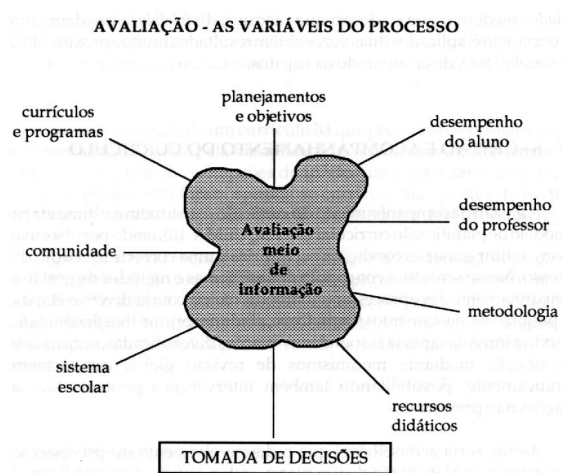 AVALIAÇÃO - AS VARIÁVEIS DO PROCESSO
planejamentos
e objetivos
currículos
e programas
desempenho
do aluno
desempenho
do professor
Avaliação
meio
de
informação
comunidade
metodologia
sistema
escolar
recursos
didáticos
TOMADA DE DECISÕES